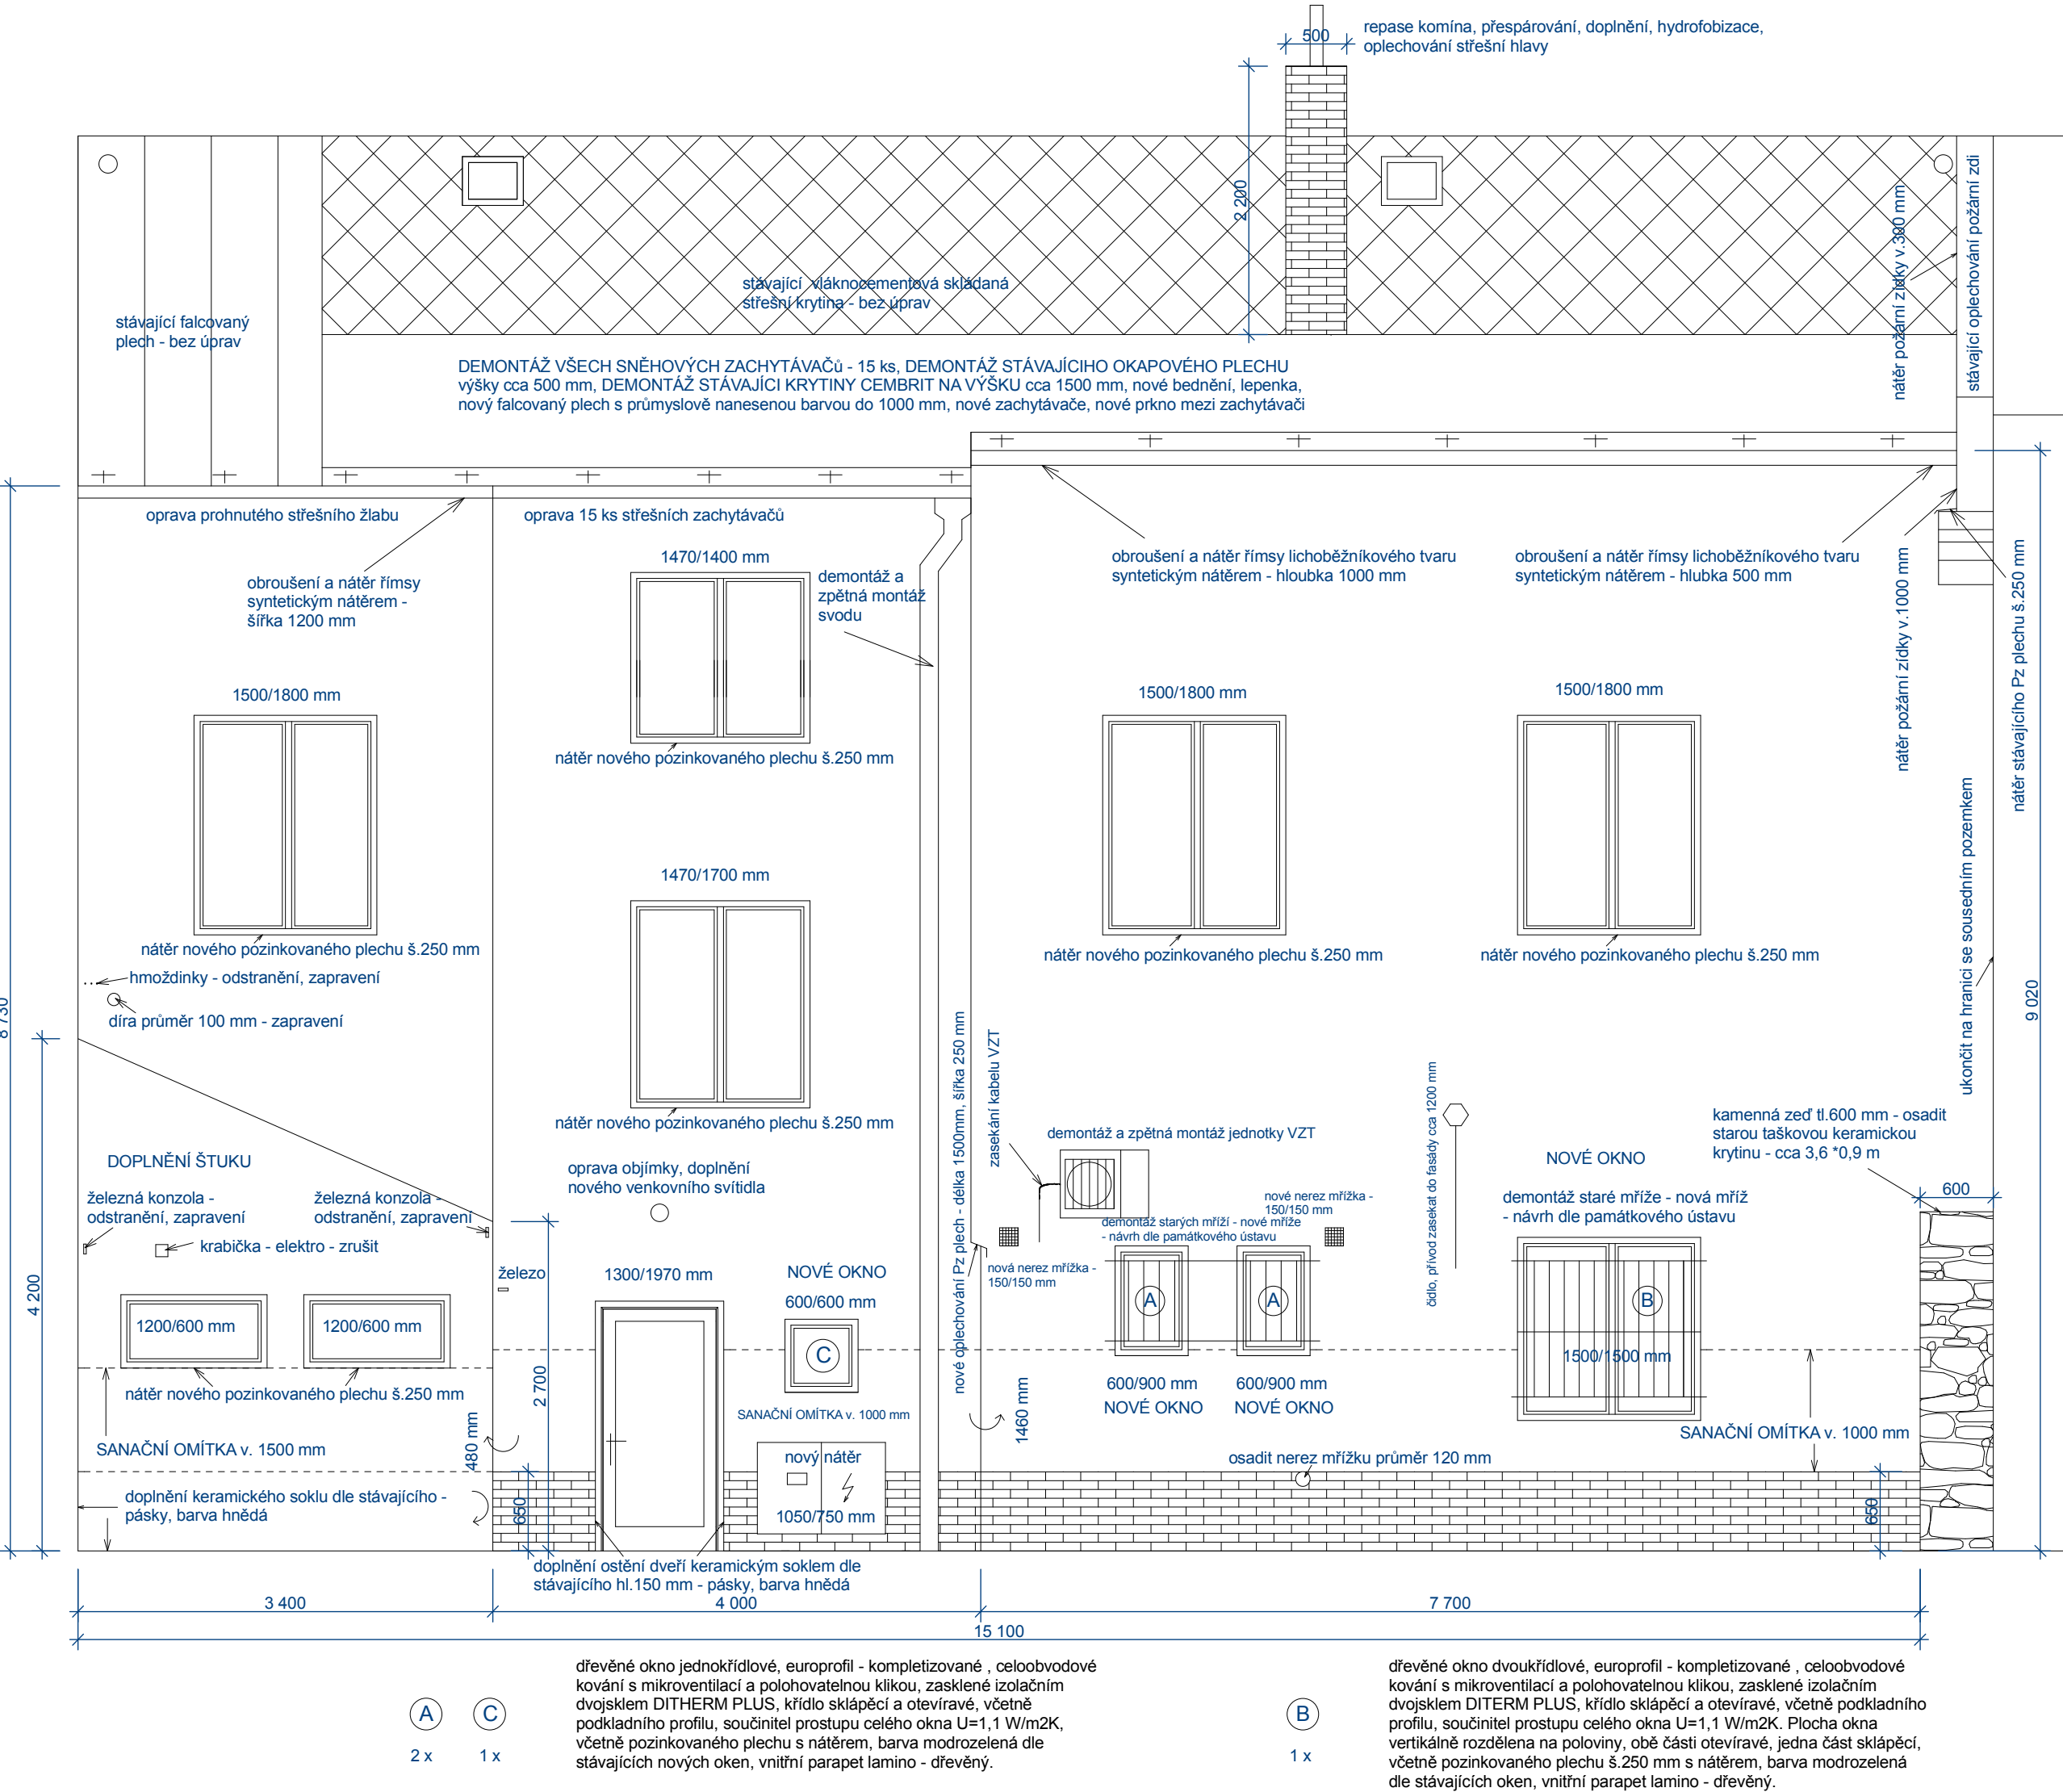 500
repase komína, přespárování, doplnění, hydrofobizace,
oplechování střešní hlavy
2 200
stávající vláknocementová skládaná
střešní krytina - bez úprav
stávající falcovaný
plech - bez úprav
nátěr požární zídky v.300 mm
stávající oplechování požární zdi
DEMONTÁŽ VŠECH SNĚHOVÝCH ZACHYTÁVAČů - 15 ks, DEMONTÁŽ STÁVAJÍCIHO OKAPOVÉHO PLECHU
výšky cca 500 mm, DEMONTÁŽ STÁVAJÍCI KRYTINY CEMBRIT NA VÝŠKU cca 1500 mm, nové bednění, lepenka,
nový falcovaný plech s průmyslově nanesenou barvou do 1000 mm, nové zachytávače, nové prkno mezi zachytávači
oprava prohnutého střešního žlabu
oprava 15 ks střešních zachytávačů
obroušení a nátěr římsy
syntetickým nátěrem -
šířka 1200 mm
1470/1400 mm
demontáž a
zpětná montáž
svodu
obroušení a nátěr římsy lichoběžníkového tvaru
syntetickým nátěrem - hloubka 1000 mm
obroušení a nátěr římsy lichoběžníkového tvaru
syntetickým nátěrem - hlubka 500 mm
nátěr požární zídky v.1000 mm
nátěr stávajícího Pz plechu š.250 mm
1500/1800 mm
1500/1800 mm
1500/1800 mm
nátěr nového pozinkovaného plechu š.250 mm
1470/1700 mm
nátěr nového pozinkovaného plechu š.250 mm
nátěr nového pozinkovaného plechu š.250 mm
nátěr nového pozinkovaného plechu š.250 mm
hmoždinky - odstranění, zapravení
díra průměr 100 mm - zapravení
8 730
9 020
ukončit na hranici se sousedním pozemkem
nátěr nového pozinkovaného plechu š.250 mm
DOPLNĚNÍ ŠTUKU
oprava objímky, doplnění
nového venkovního svítidla
železná konzola -
odstranění, zapravení
železná konzola -
odstranění, zapravení
krabička - elektro - zrušit
železo
4 200
1200/600 mm
1200/600 mm
nátěr nového pozinkovaného plechu š.250 mm
1300/1970 mm
NOVÉ OKNO
600/600 mm
C
2 700
SANAČNÍ OMÍTKA v. 1000 mm
nové oplechování Pz plech - délka 1500mm, šířka 250 mm
zasekání kabelu VZT
demontáž a zpětná montáž jednotky VZT
nové nerez mřížka -
150/150 mm
demontáž starých mříží - nové mříže
- návrh dle památkového ústavu
nová nerez mřížka -
150/150 mm
A
A
600/900 mm
NOVÉ OKNO
600/900 mm
NOVÉ OKNO
čidlo, přívod zasekat do fasády cca 1200 mm
NOVÉ OKNO
demontáž staré mříže - nová mříž
- návrh dle památkového ústavu
B
1500/1500 mm
kamenná zeď tl.600 mm - osadit
starou taškovou keramickou
krytinu - cca 3,6 *0,9 m
600
SANAČNÍ OMÍTKA v. 1500 mm
480 mm
1460 mm
SANAČNÍ OMÍTKA v. 1000 mm
nový nátěr
1050/750 mm
osadit nerez mřížku průměr 120 mm
doplnění keramického soklu dle stávajícího -
pásky, barva hnědá
650
650
doplnění ostění dveří keramickým soklem dle
stávajícího hl.150 mm - pásky, barva hnědá
3 400
4 000
7 700
15 100
A
2 x
C
1 x
dřevěné okno jednokřídlové, europrofil - kompletizované , celoobvodové
kování s mikroventilací a polohovatelnou klikou, zasklené izolačním
dvojsklem DITHERM PLUS, křídlo sklápěcí a otevíravé, včetně
podkladního profilu, součinitel prostupu celého okna U=1,1 W/m2K,
včetně pozinkovaného plechu s nátěrem, barva modrozelená dle
stávajících nových oken, vnitřní parapet lamino - dřevěný.
B
1 x
dřevěné okno dvoukřídlové, europrofil - kompletizované , celoobvodové
kování s mikroventilací a polohovatelnou klikou, zasklené izolačním
dvojsklem DITERM PLUS, křídlo sklápěcí a otevíravé, včetně podkladního
profilu, součinitel prostupu celého okna U=1,1 W/m2K. Plocha okna
vertikálně rozdělena na poloviny, obě části otevíravé, jedna část sklápěcí,
včetně pozinkovaného plechu š.250 mm s nátěrem, barva modrozelená
dle stávajících oken, vnitřní parapet lamino - dřevěný.